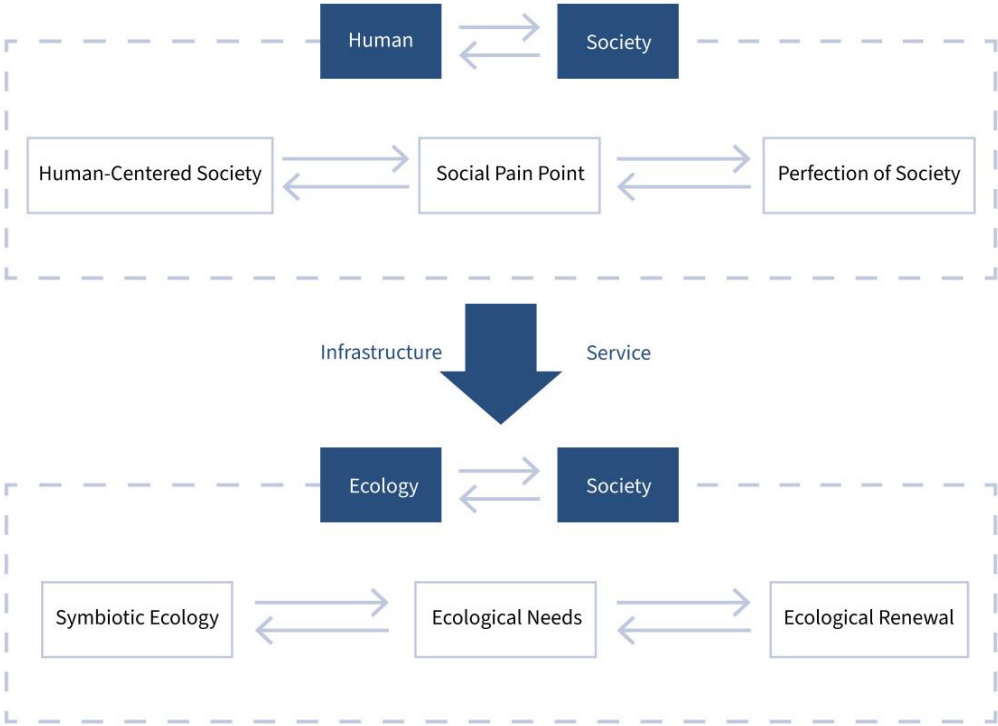 Human
Society
Human-Centered Society
Social Pain Point
Perfection of Society
Infrastructure
Service
Ecology
Society
Symbiotic Ecology
Ecological Needs
Ecological Renewal